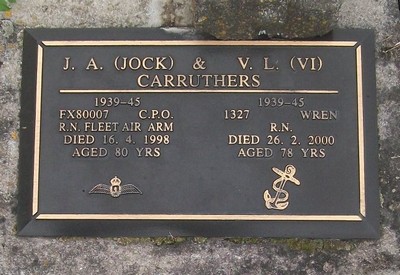 J. A. (JOCK) & V. L. (VI)
CARRUTHERS
1939-45
FX80007 C.P.O.
R.N. FLEET AIR ARM
DIED 16. 4. 1998
AGED 80 YRS
1939-45
1327 WREN
R.N.
DIED 26. 2. 2000
AGED 78 YRS